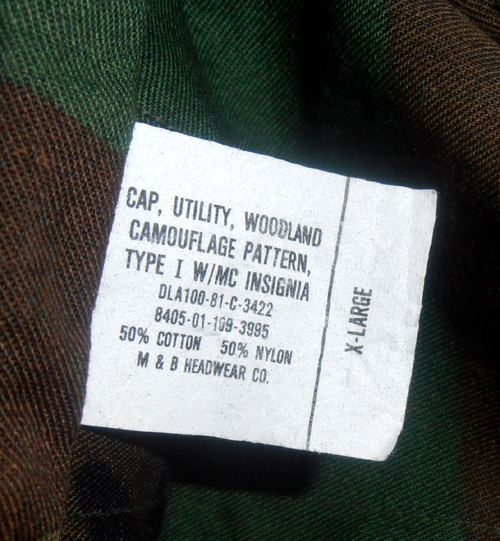 CAP, UTILITY, WOODLAND
CAMOUFLAGE PATTERN,
TYPE I W/MC INSIGNIA
DLA100-81-C-3422
8405-01-109-3995
50% COTTON 50% NYLON
M & B HEADWEAR CO.
X-LARGE